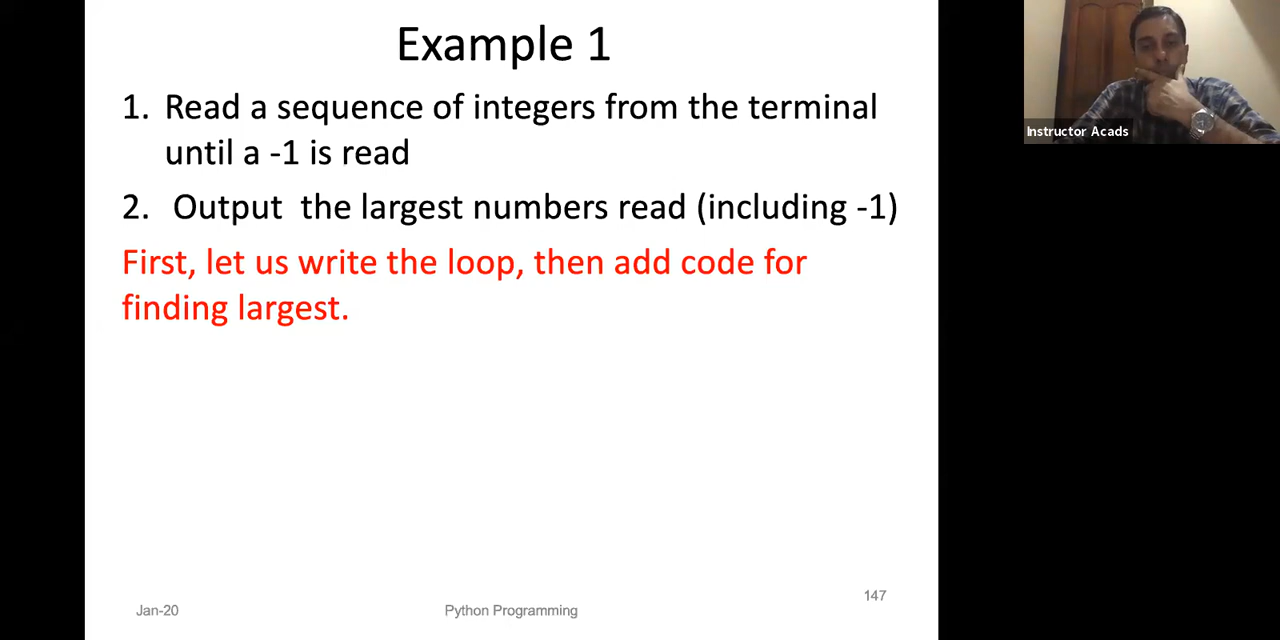 Example 1
1. Read a sequence of integers from the terminal
until a -1 is read
2. Output the largest numbers read (including -1)
First, let us write the loop, then add code for
finding largest.
Jan-20
Python Programming
147
Instructor Acads